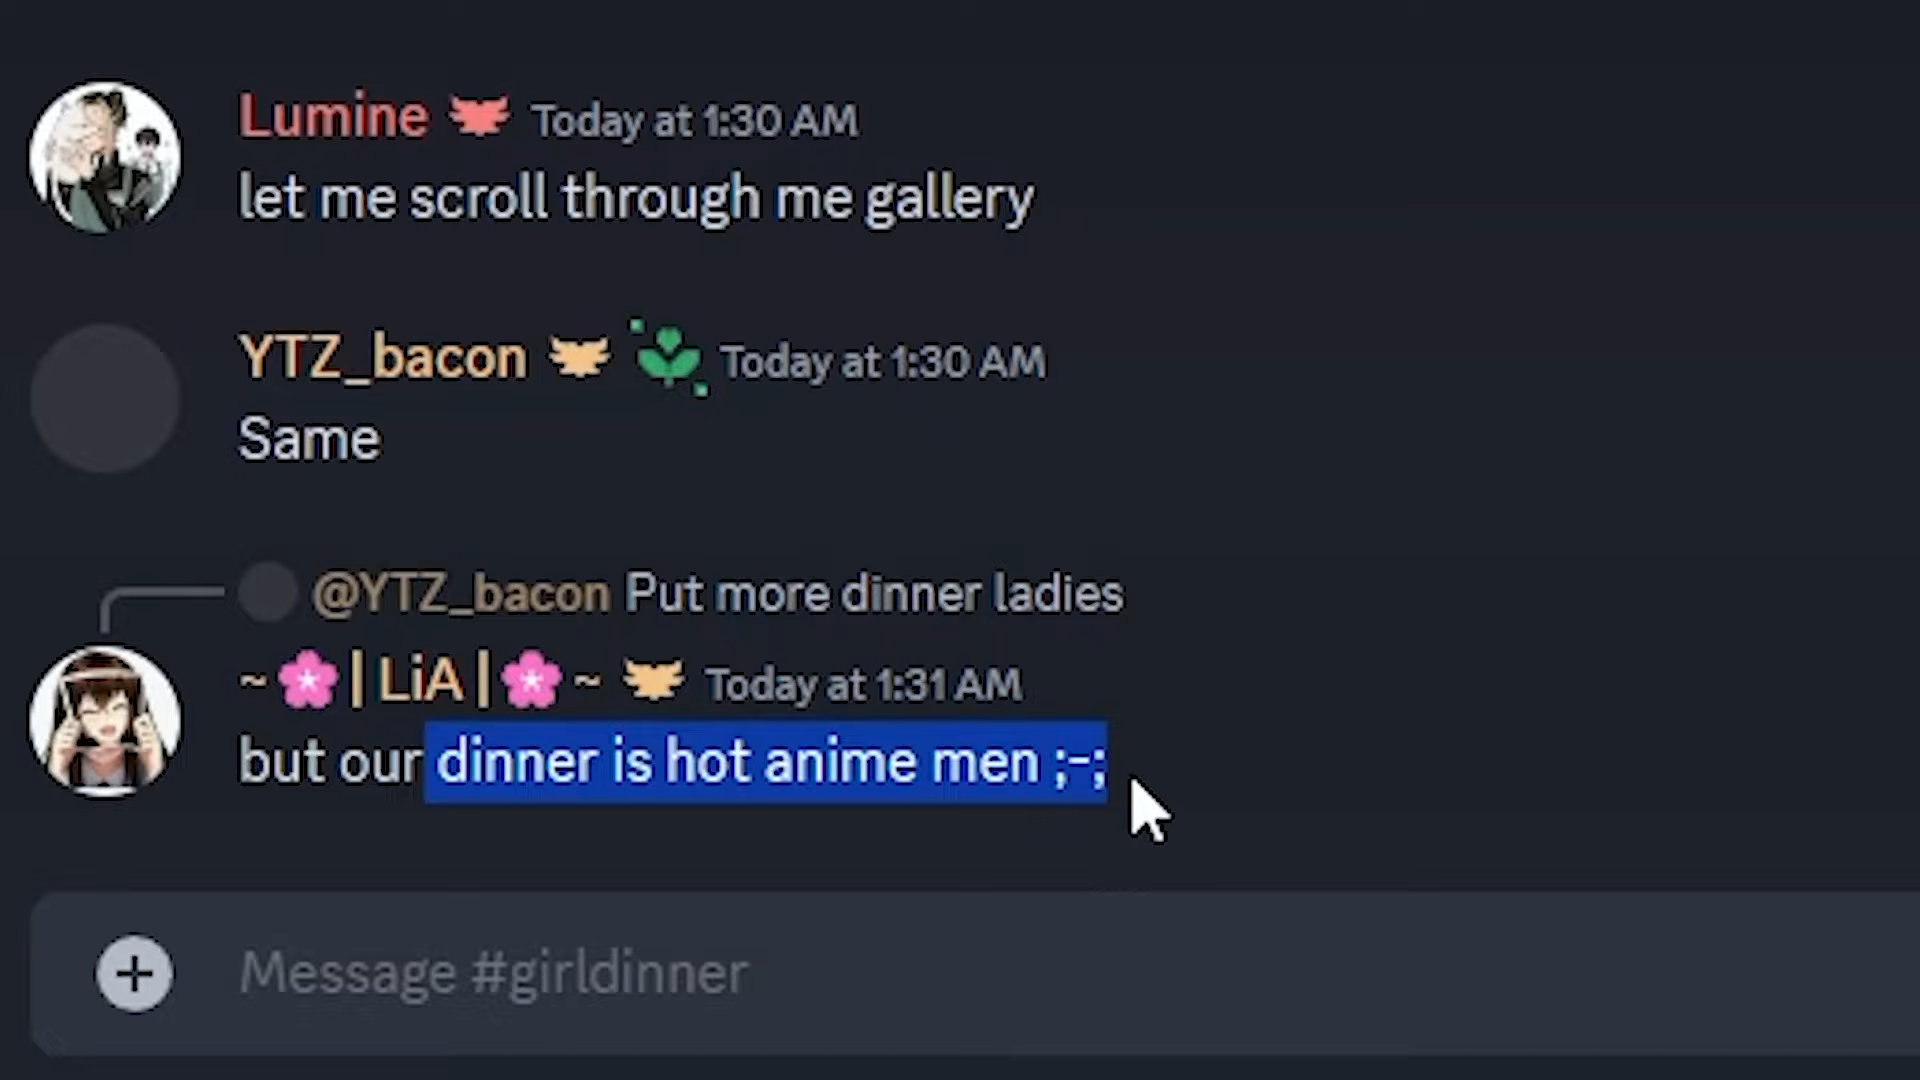 Lumine Today at 1:30 AM
let me scroll through me gallery
YTZ_bacon Today at 1:30 AM
Same
@YTZ_bacon Put more dinner ladies
~🌸|LiA|🌸~ Today at 1:31 AM
but our dinner is hot anime men ;-;
Message #girldinner